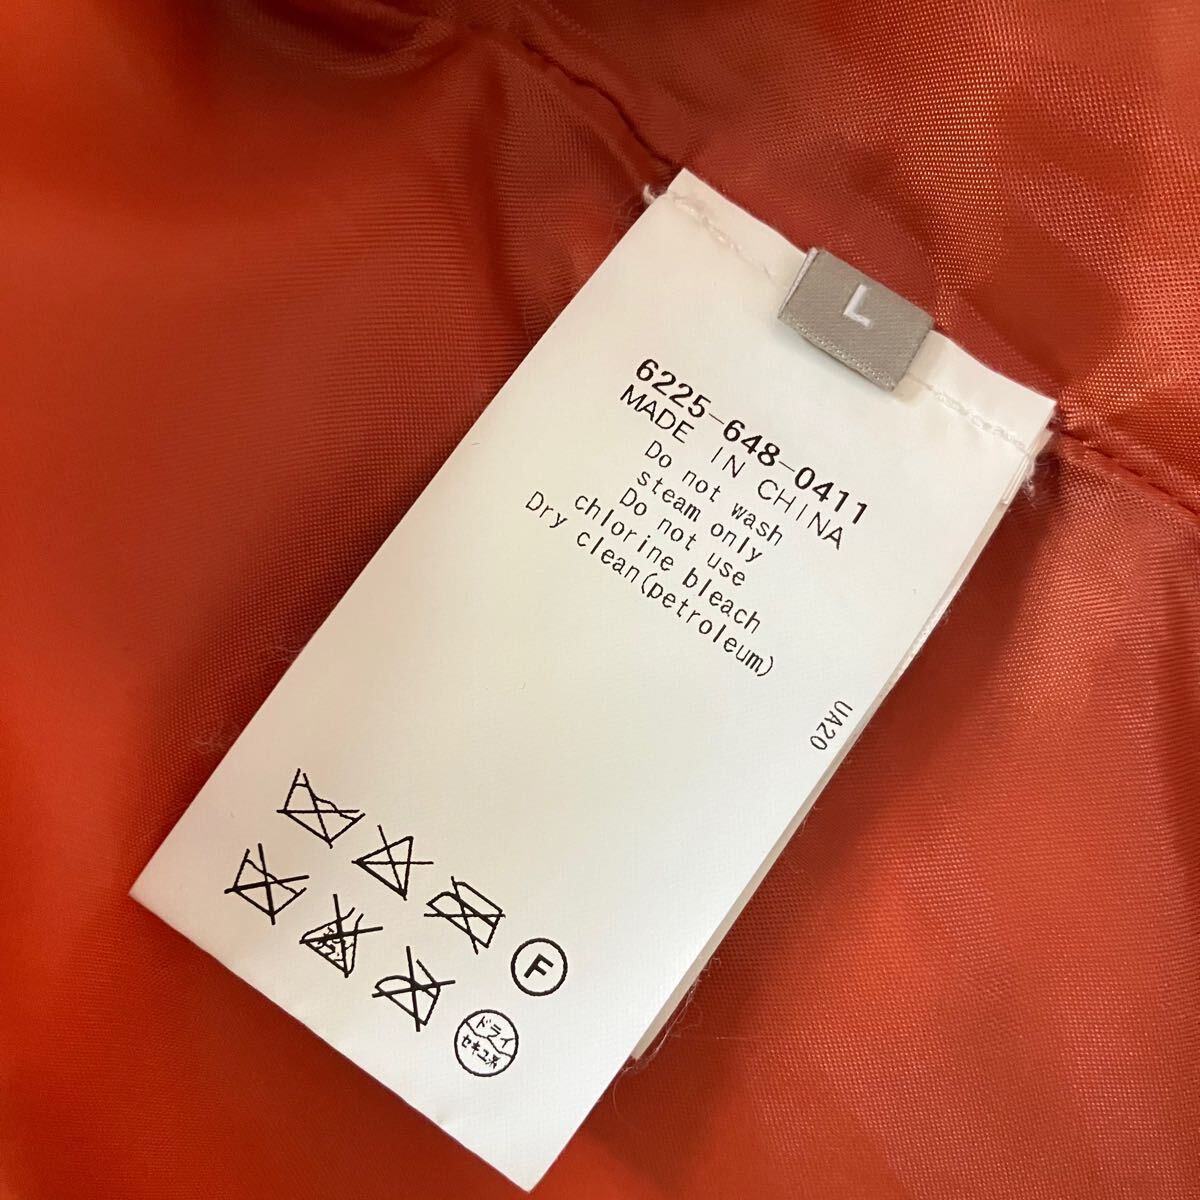 L
6225-648-0411
MADE IN CHINA
Do not wash
steam only
Do not use
chlorine bleach
Dry clean(petroleum)
UA20
F
ドライ
セキユ系